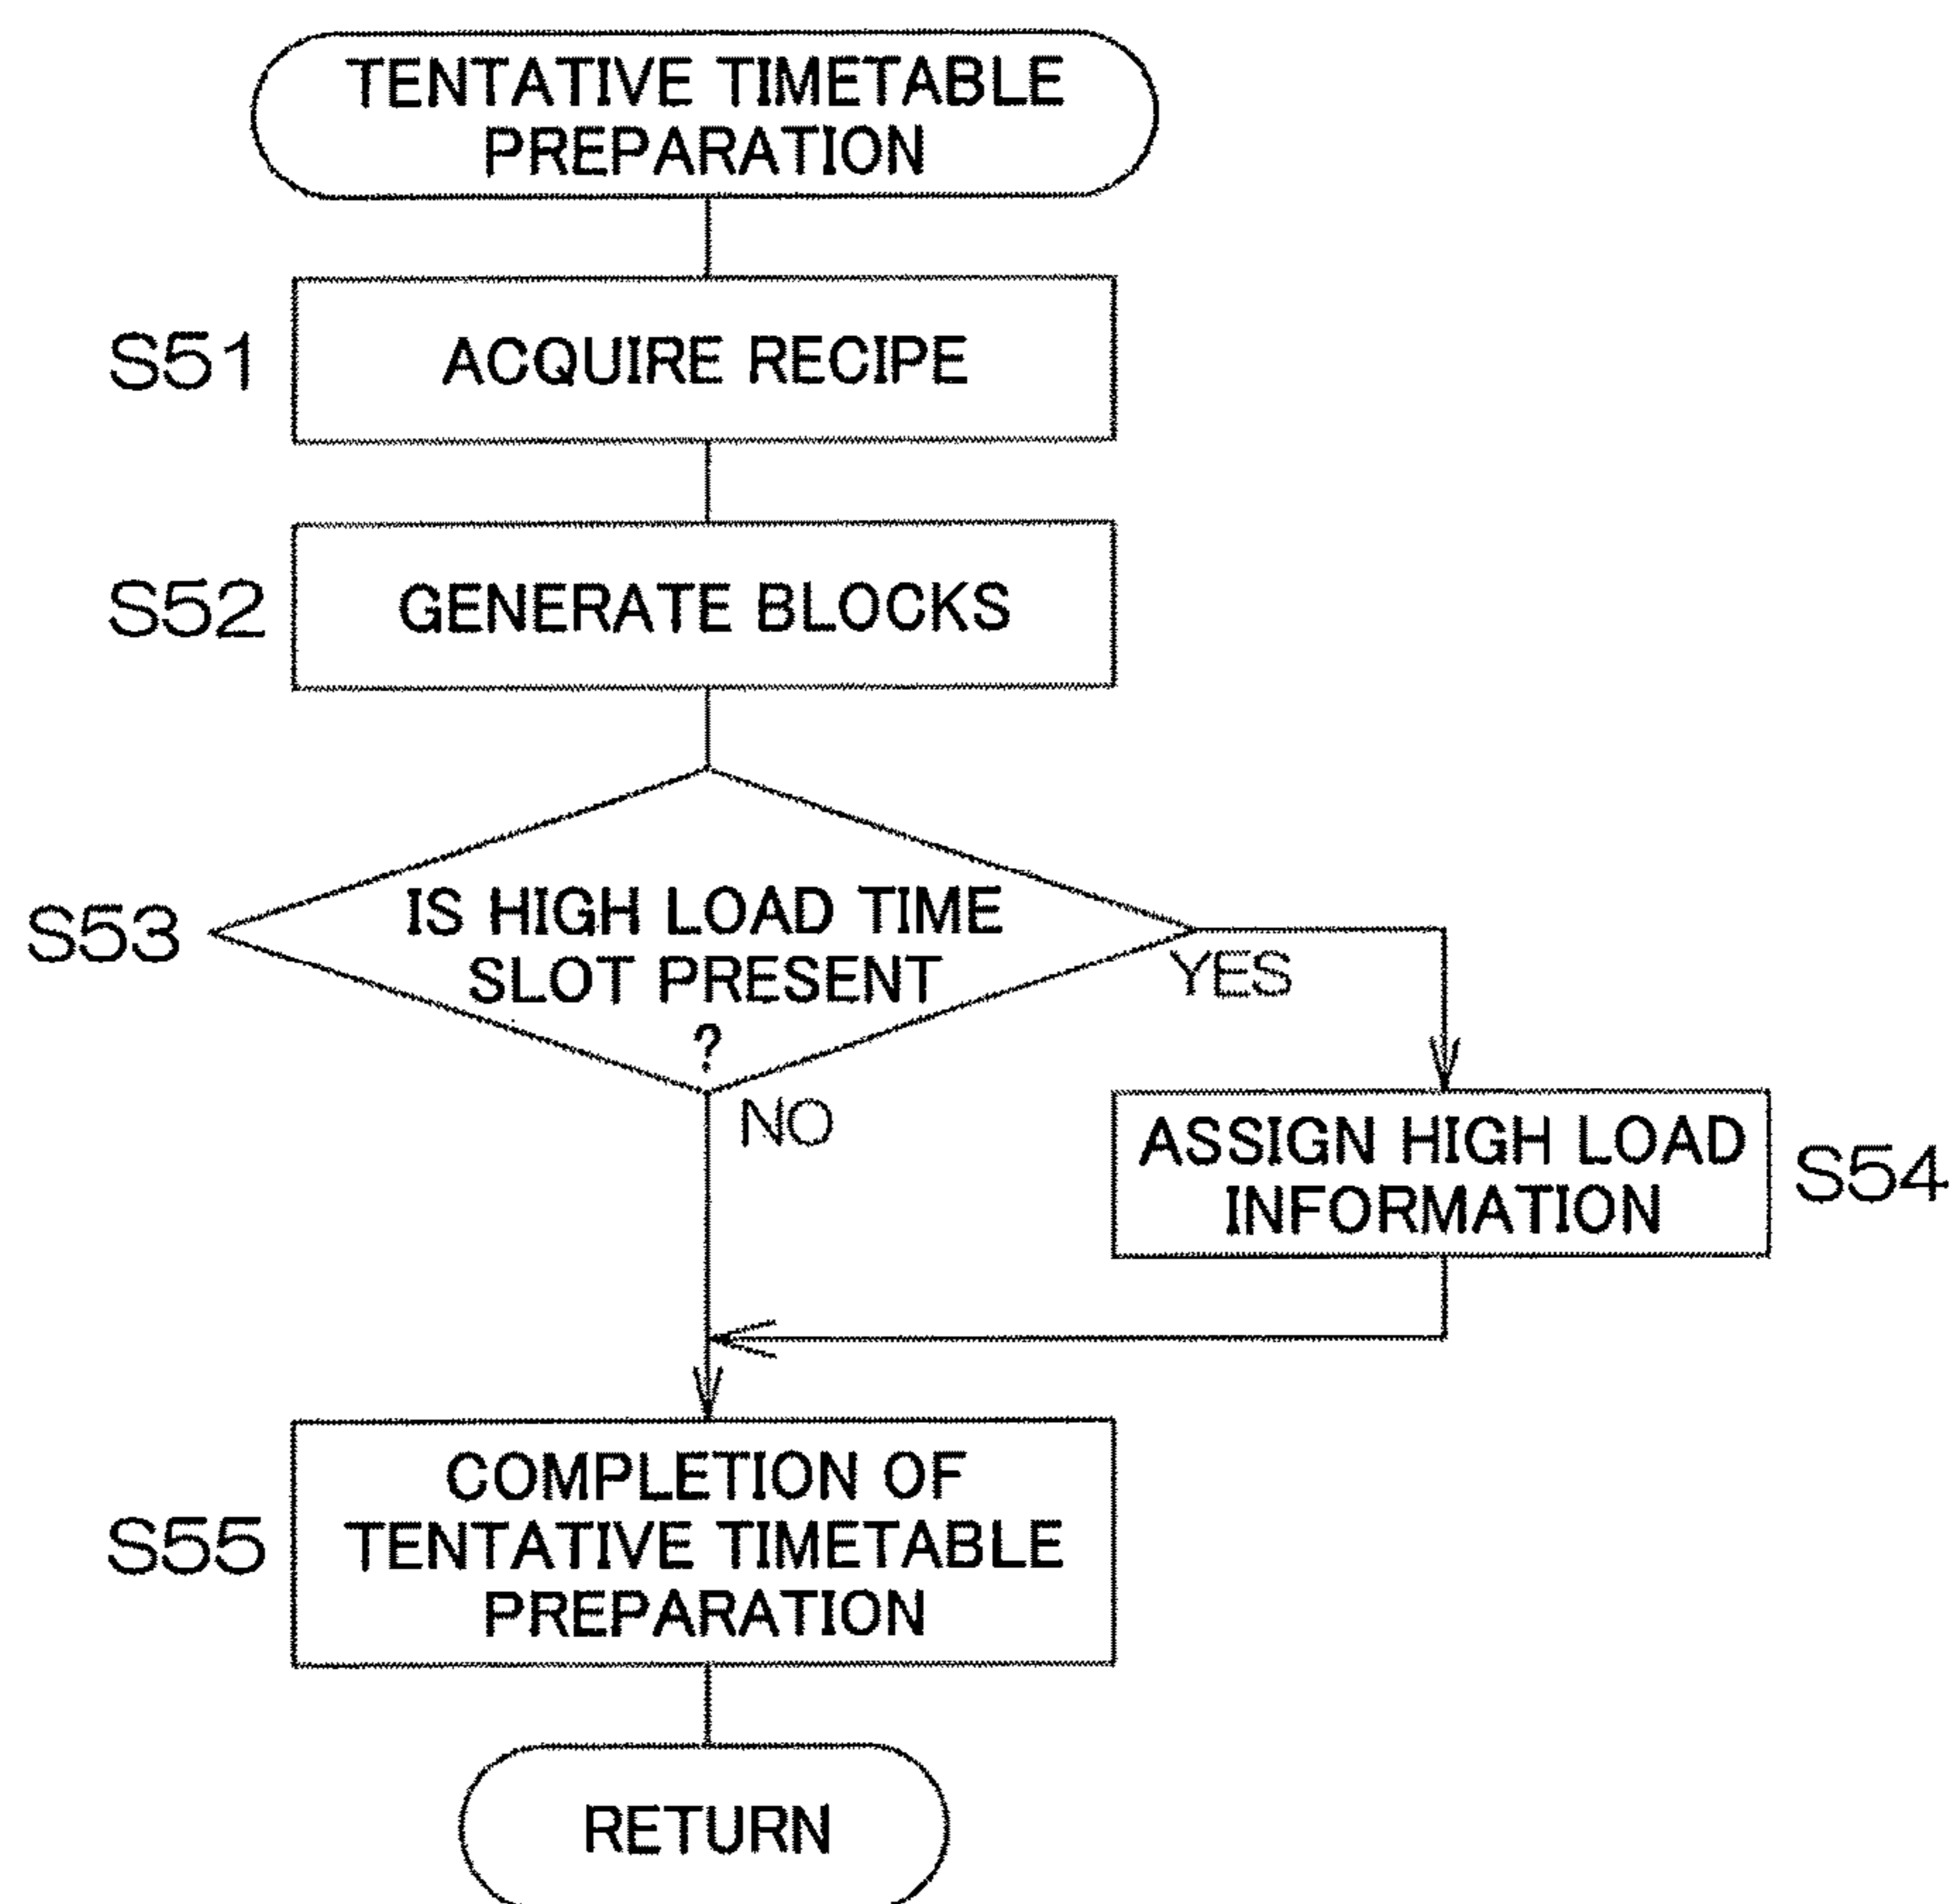 TENTATIVE TIMETABLE
PREPARATION
S51
ACQUIRE RECIPE
S52
GENERATE BLOCKS
S53
IS HIGH LOAD TIME
SLOT PRESENT
?
YES
NO
ASSIGN HIGH LOAD
INFORMATION
S54
S55
COMPLETION OF
TENTATIVE TIMETABLE
PREPARATION
RETURN